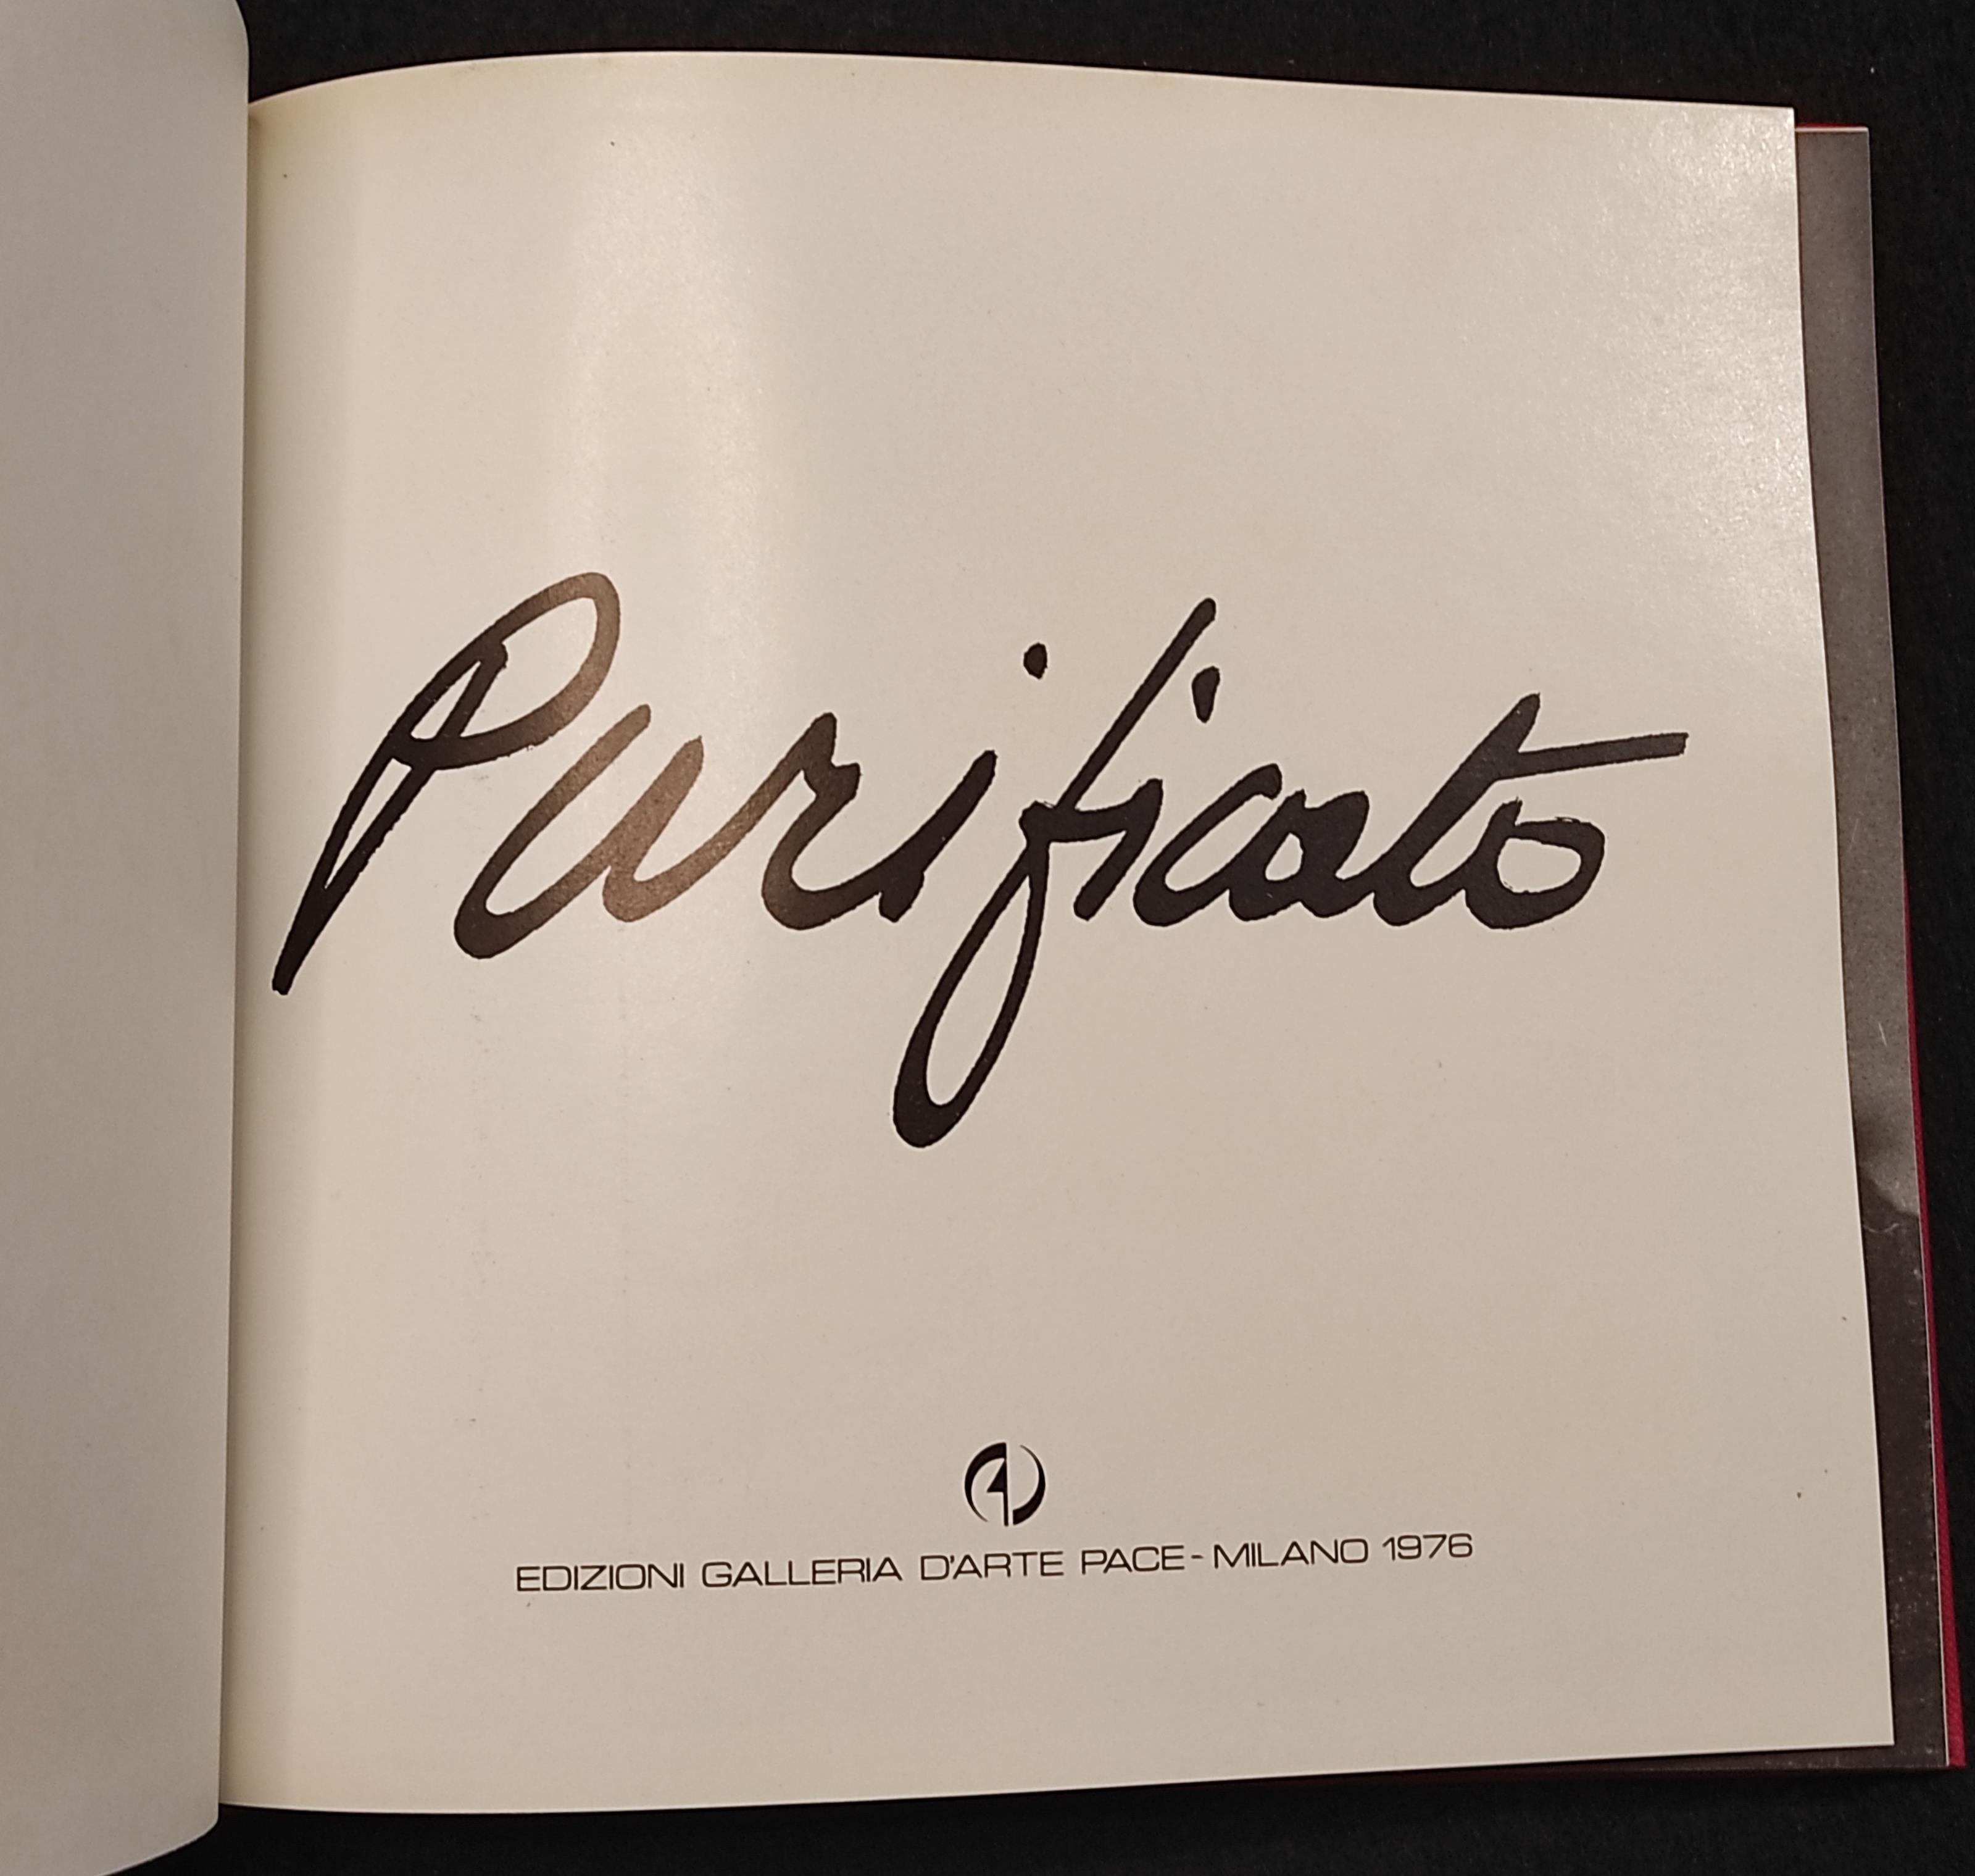 Purificato
EDIZIONI GALLERIA D'ARTE PACE - MILANO 1976